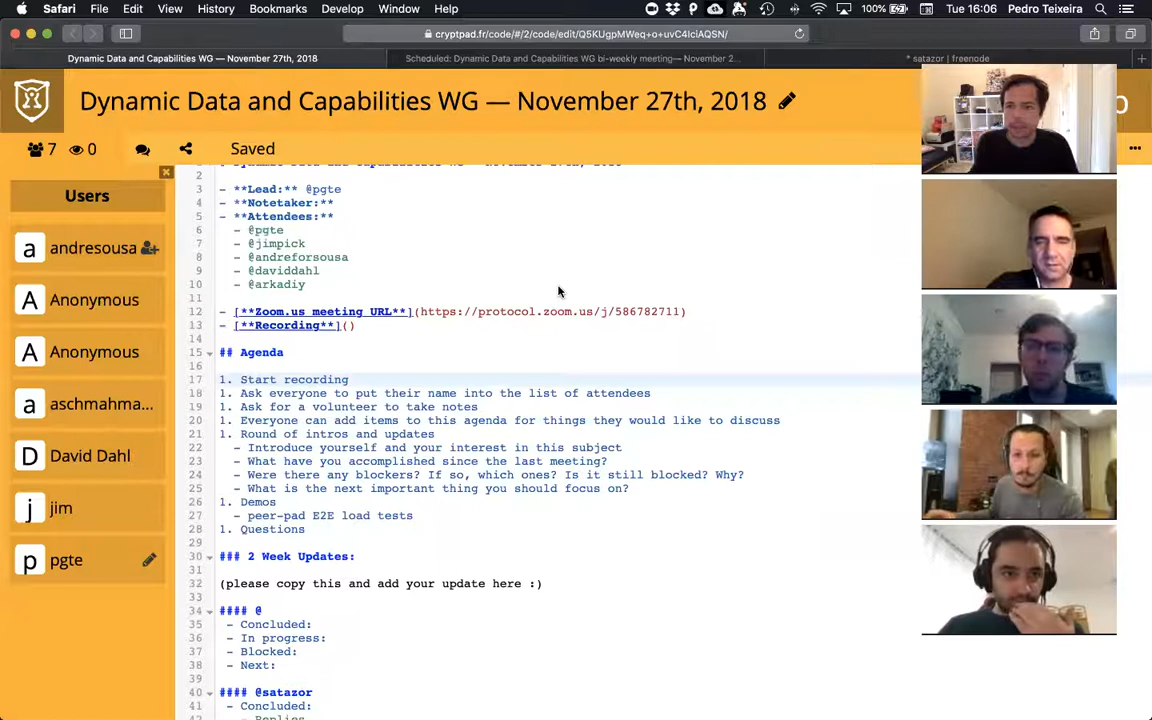 Safari File Edit View History Bookmarks Develop Window Help 100% Tue 16:06 Pedro Teixeira
cryptpad.fr/code/#/2/code/edit/Q5KUgpMWeq+o+uvC4lciAQSN/
Dynamic Data and Capabilities WG — November 27th, 2018
Scheduled: Dynamic Data and Capabilities WG bi-weekly meeting— November 2...
* satazor | freenode
Dynamic Data and Capabilities WG — November 27th, 2018
7 0 Saved
Users
andresousa
Anonymous
Anonymous
aschmahma...
David Dahl
jim
pgte
2
3 - **Lead:** @pgte
4 - **Notetaker:**
5 - **Attendees:**
6 - @pgte
7 - @jimpick
8 - @andreforsousa
9 - @daviddahl
10 - @arkadiy
11
12 - [**Zoom.us meeting URL**](https://protocol.zoom.us/j/586782711)
13 - [**Recording**]()
14
15 ## Agenda
16
17 1. Start recording
18 1. Ask everyone to put their name into the list of attendees
19 1. Ask for a volunteer to take notes
20 1. Everyone can add items to this agenda for things they would like to discuss
21 1. Round of intros and updates
22 - Introduce yourself and your interest in this subject
23 - What have you accomplished since the last meeting?
24 - Were there any blockers? If so, which ones? Is it still blocked? Why?
25 - What is the next important thing you should focus on?
26 1. Demos
27 - peer-pad E2E load tests
28 1. Questions
29
30 ### 2 Week Updates:
31
32 (please copy this and add your update here :)
33
34 #### @
35 - Concluded:
36 - In progress:
37 - Blocked:
38 - Next:
39
40 #### @satazor
41 - Concluded: